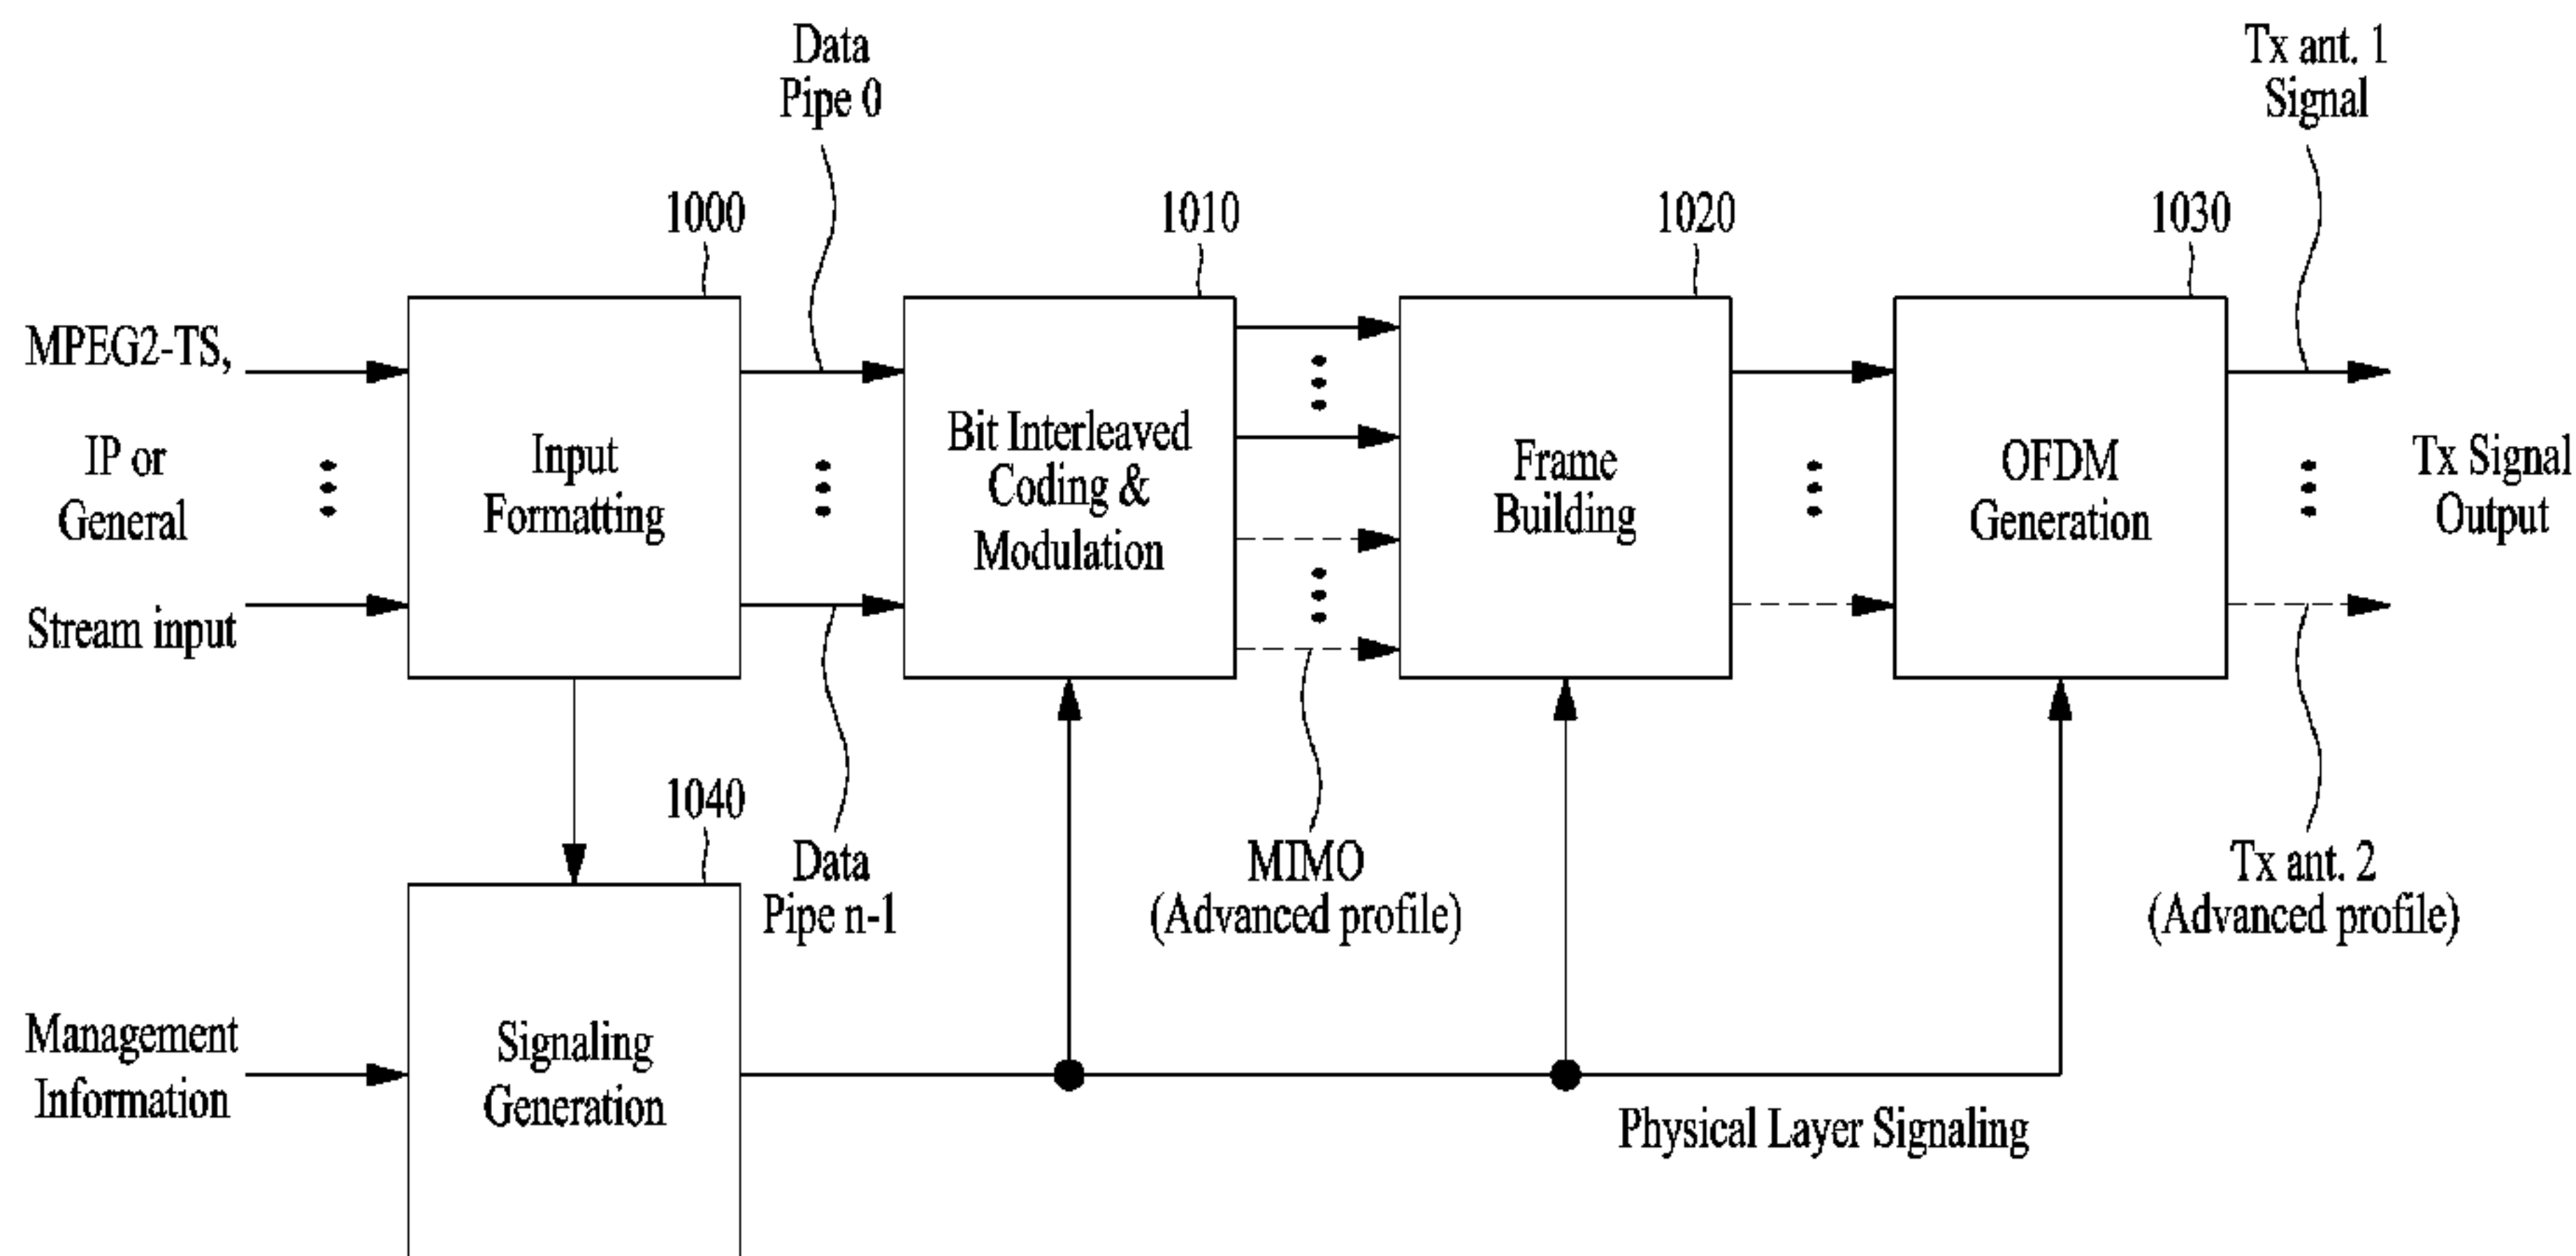 Data
Pipe 0
Tx ant. 1
Signal
1000
1010
1020
1030
MPEG2-TS,
IP or
General
Stream input
Input
Formatting
Bit Interleaved
Coding &
Modulation
Frame
Building
OFDM
Generation
Tx Signal
Output
1040
Data
Pipe n-1
MIMO
(Advanced profile)
Tx ant. 2
(Advanced profile)
Management
Information
Signaling
Generation
Physical Layer Signaling